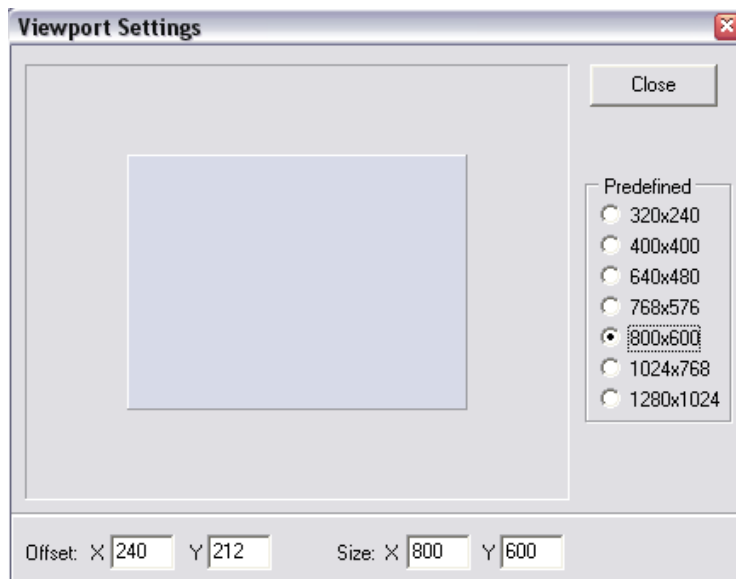 Viewport Settings
Close
Predefined
320x240
400x400
640x480
768x576
800x600
1024x768
1280x1024
Offset: X 240 Y 212 Size: X 800 Y 600